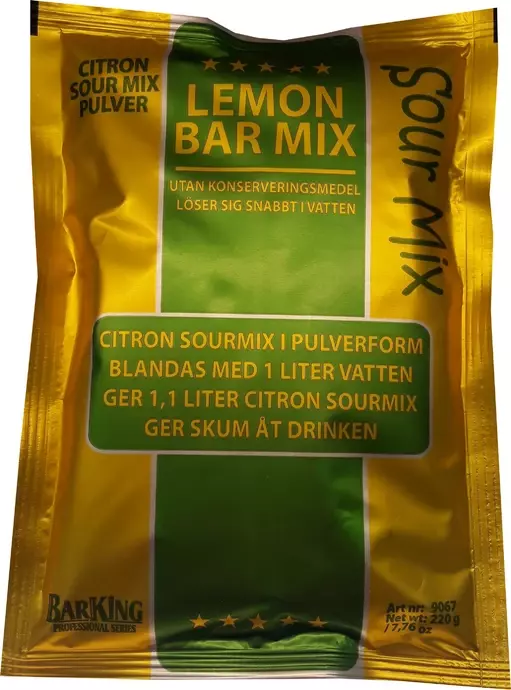 CITRON
SOUR MIX
PULVER
LEMON
BAR MIX
UTAN KONSERVERINGSMEDEL
LÖSER SIG SNABBT I VATTEN
Sour Mix
CITRON SOURMIX I PULVERFORM
BLANDAS MED 1 LITER VATTEN
GER 1,1 LITER CITRON SOURMIX
GER SKUM ÅT DRINKEN
BARKING
PROFESSIONAL SERIES
Art nr: 9067
Net wt: 220 g
/ 7,76 oz